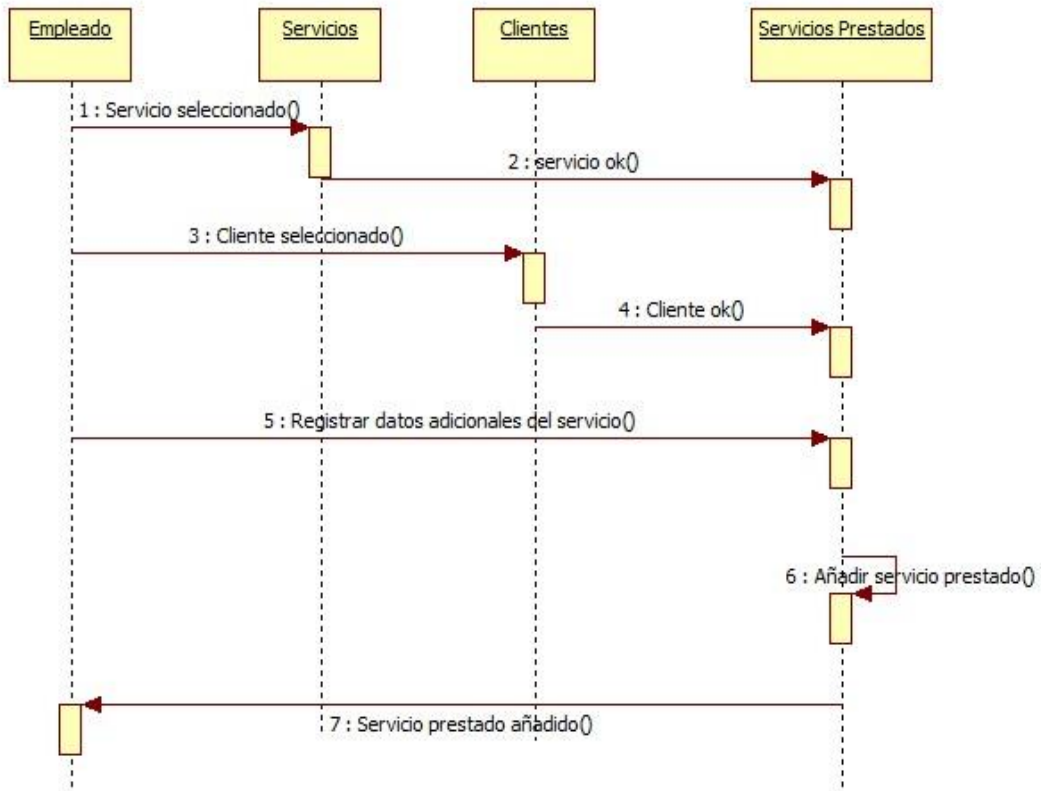 Empleado
Servicios
Clientes
Servicios Prestados
1 : Servicio seleccionado()
2 : servicio ok()
3 : Cliente seleccionado()
4 : Cliente ok()
5 : Registrar datos adicionales del servicio()
6 : Añadir servicio prestado()
7 : Servicio prestado añadido()